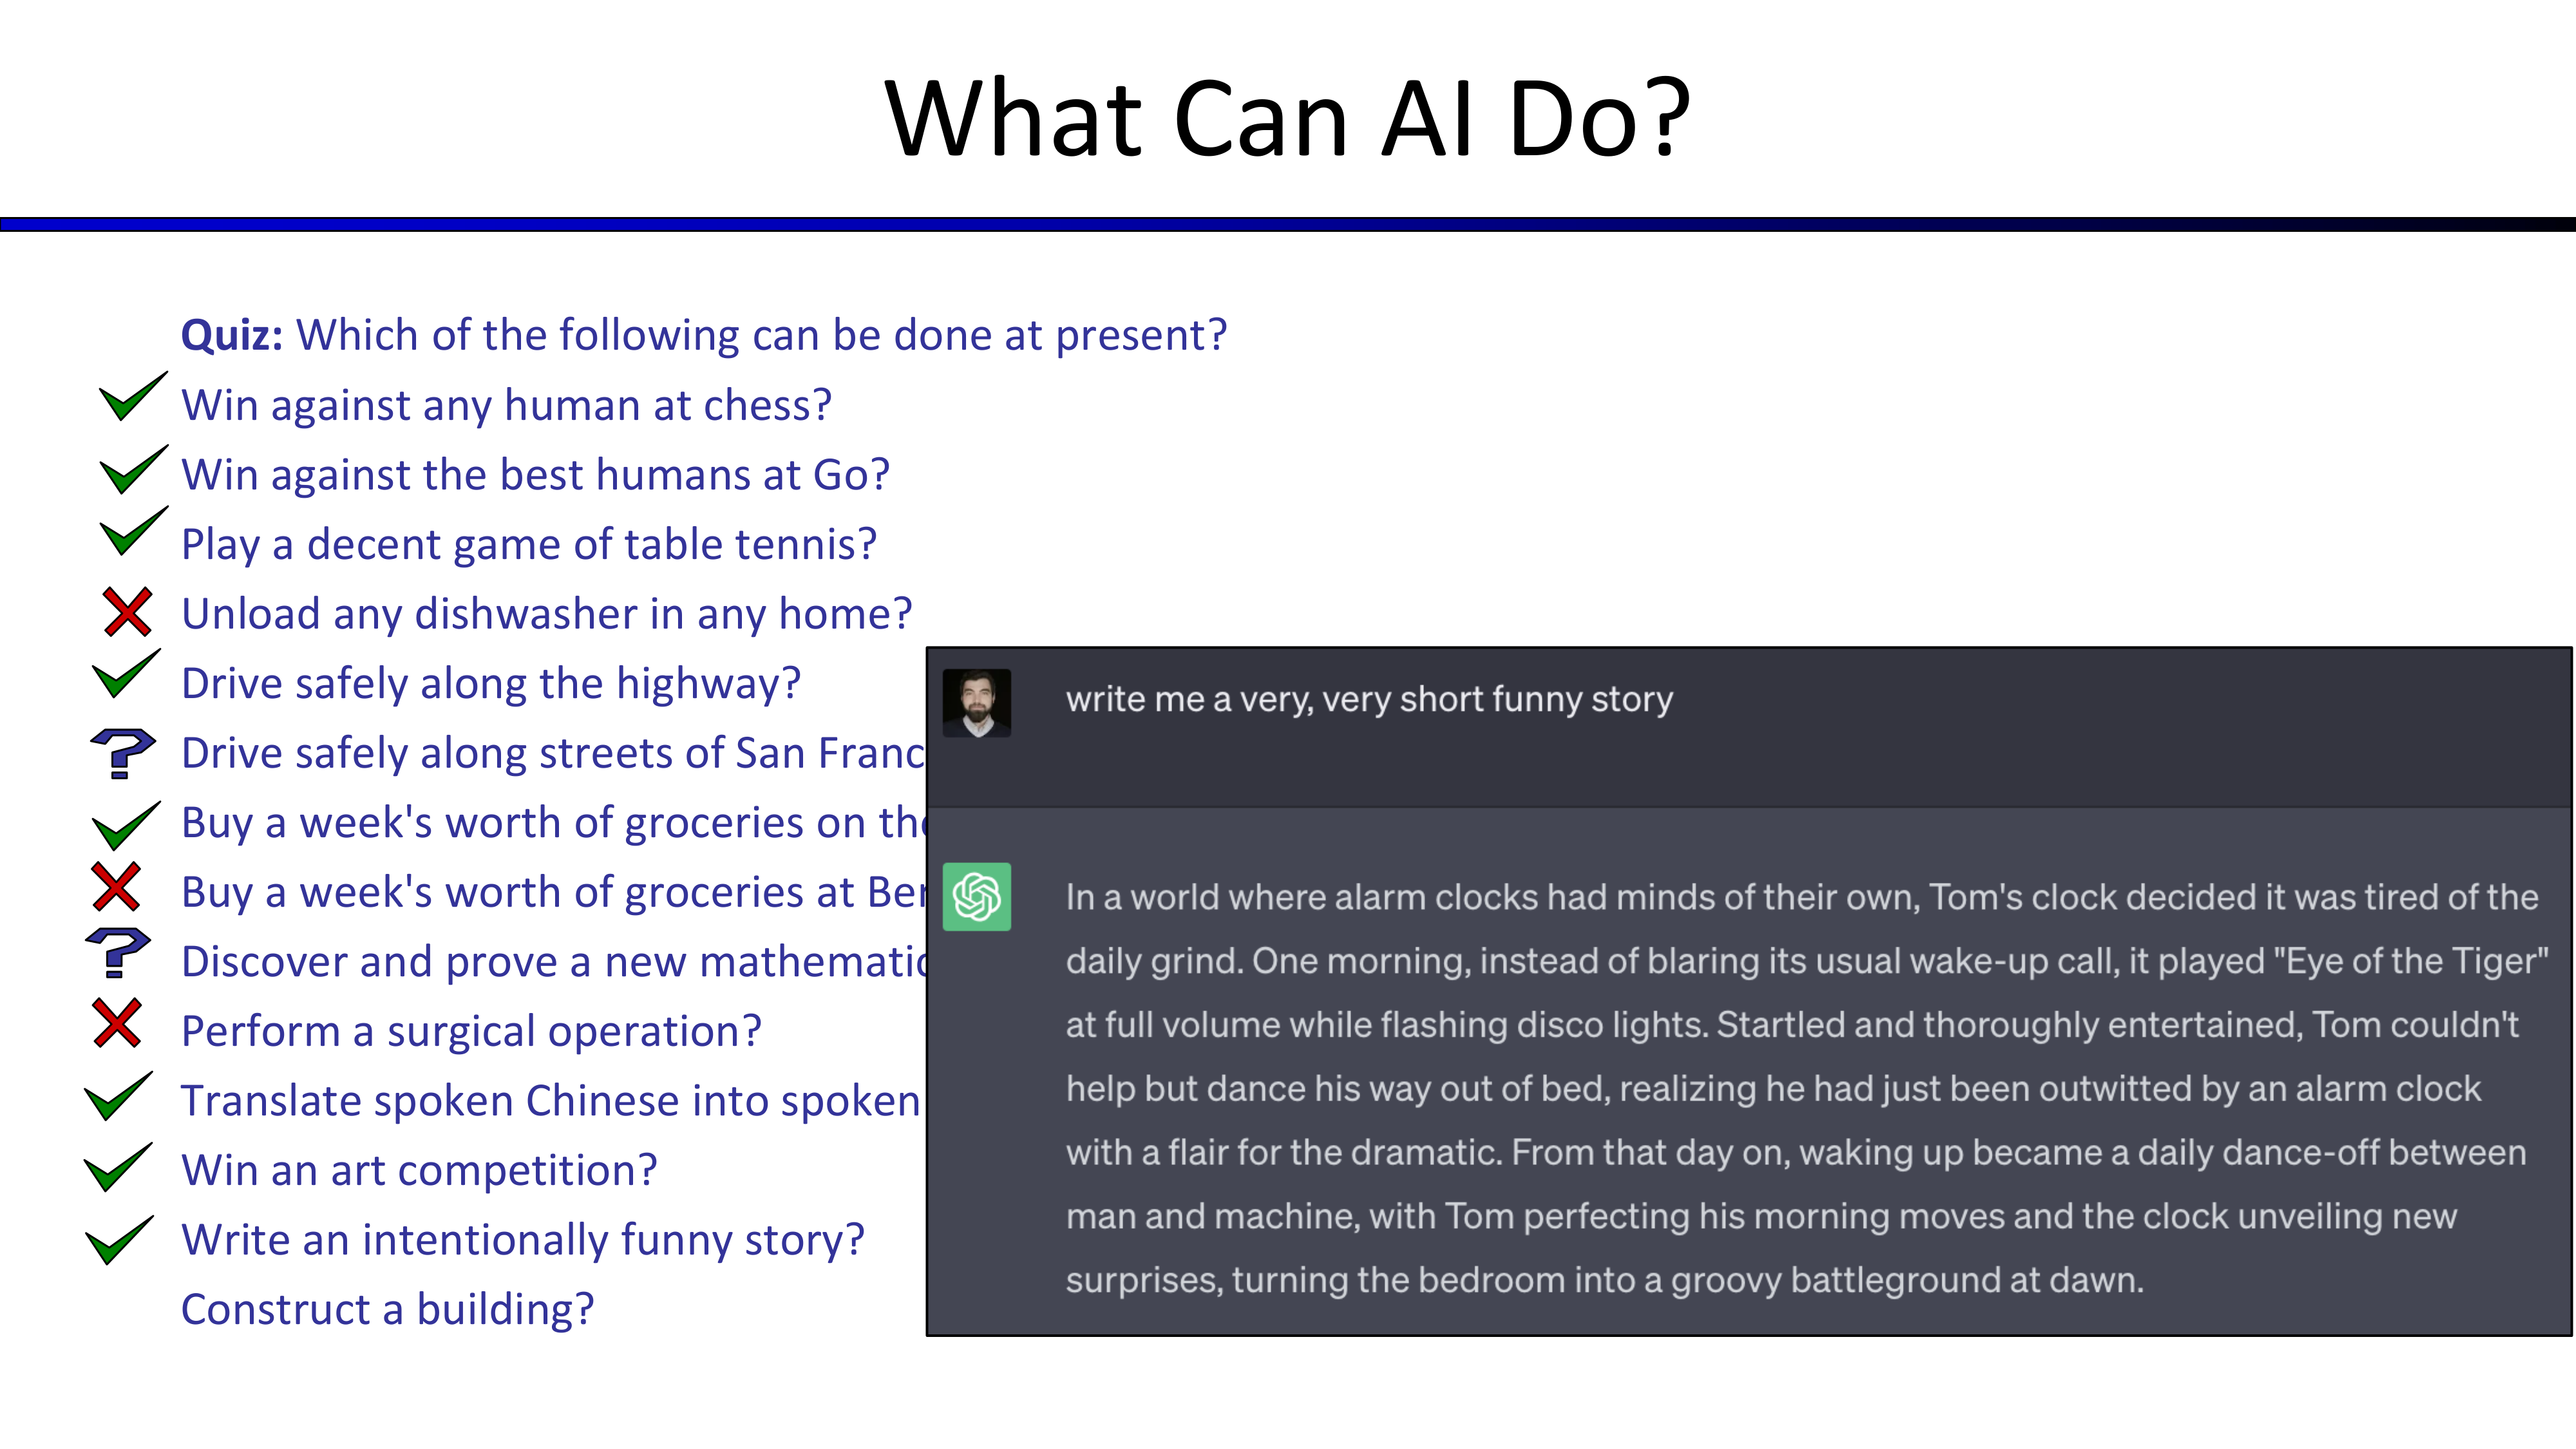 What Can AI Do?
Quiz: Which of the following can be done at present?
Win against any human at chess?
Win against the best humans at Go?
Play a decent game of table tennis?
Unload any dishwasher in any home?
Drive safely along the highway?
Drive safely along streets of San Franc
Buy a week's worth of groceries on the
Buy a week's worth of groceries at Ber
Discover and prove a new mathematic
Perform a surgical operation?
Translate spoken Chinese into spoken
Win an art competition?
Write an intentionally funny story?
Construct a building?
write me a very, very short funny story
In a world where alarm clocks had minds of their own, Tom's clock decided it was tired of the
daily grind. One morning, instead of blaring its usual wake-up call, it played "Eye of the Tiger"
at full volume while flashing disco lights. Startled and thoroughly entertained, Tom couldn't
help but dance his way out of bed, realizing he had just been outwitted by an alarm clock
with a flair for the dramatic. From that day on, waking up became a daily dance-off between
man and machine, with Tom perfecting his morning moves and the clock unveiling new
surprises, turning the bedroom into a groovy battleground at dawn.